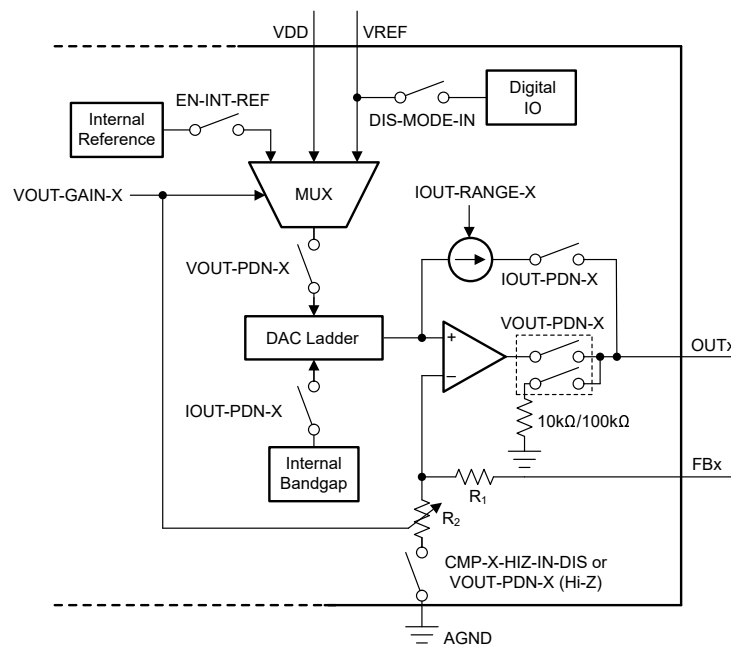 VDD
VREF
EN-INT-REF
Internal
Reference
DIS-MODE-IN
Digital
IO
VOUT-GAIN-X
MUX
IOUT-RANGE-X
VOUT-PDN-X
IOUT-PDN-X
DAC Ladder
+
–
VOUT-PDN-X
OUTx
IOUT-PDN-X
10kΩ/100kΩ
Internal
Bandgap
FBx
R₁
R₂
CMP-X-HIZ-IN-DIS or
VOUT-PDN-X (Hi-Z)
AGND